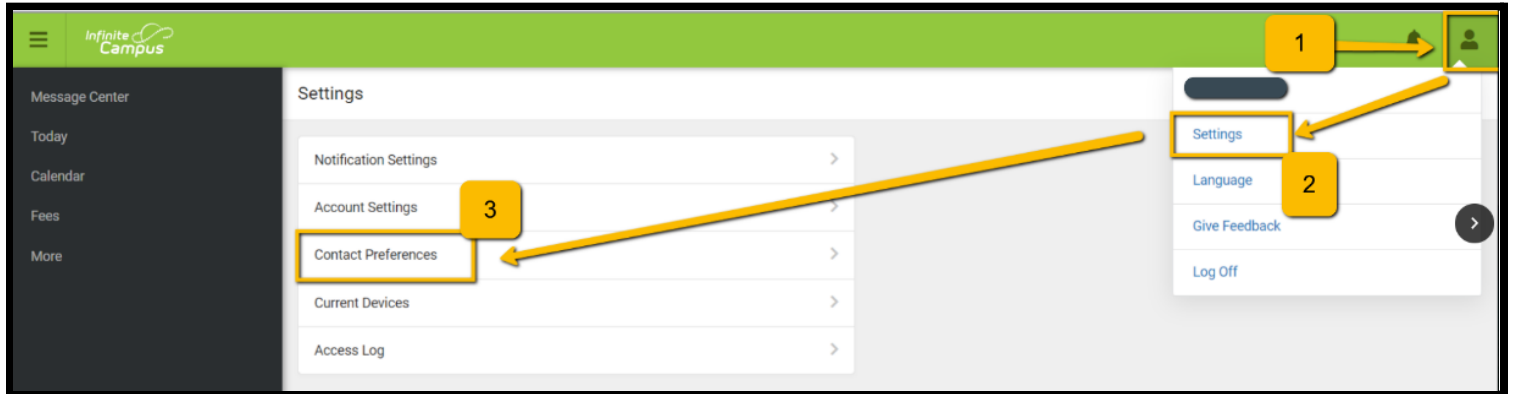 Infinite
Campus
1
Message Center
Today
Calendar
Fees
More
Settings
Notification Settings
Account Settings
3
Contact Preferences
Current Devices
Access Log
Settings
2
Language
Give Feedback
Log Off